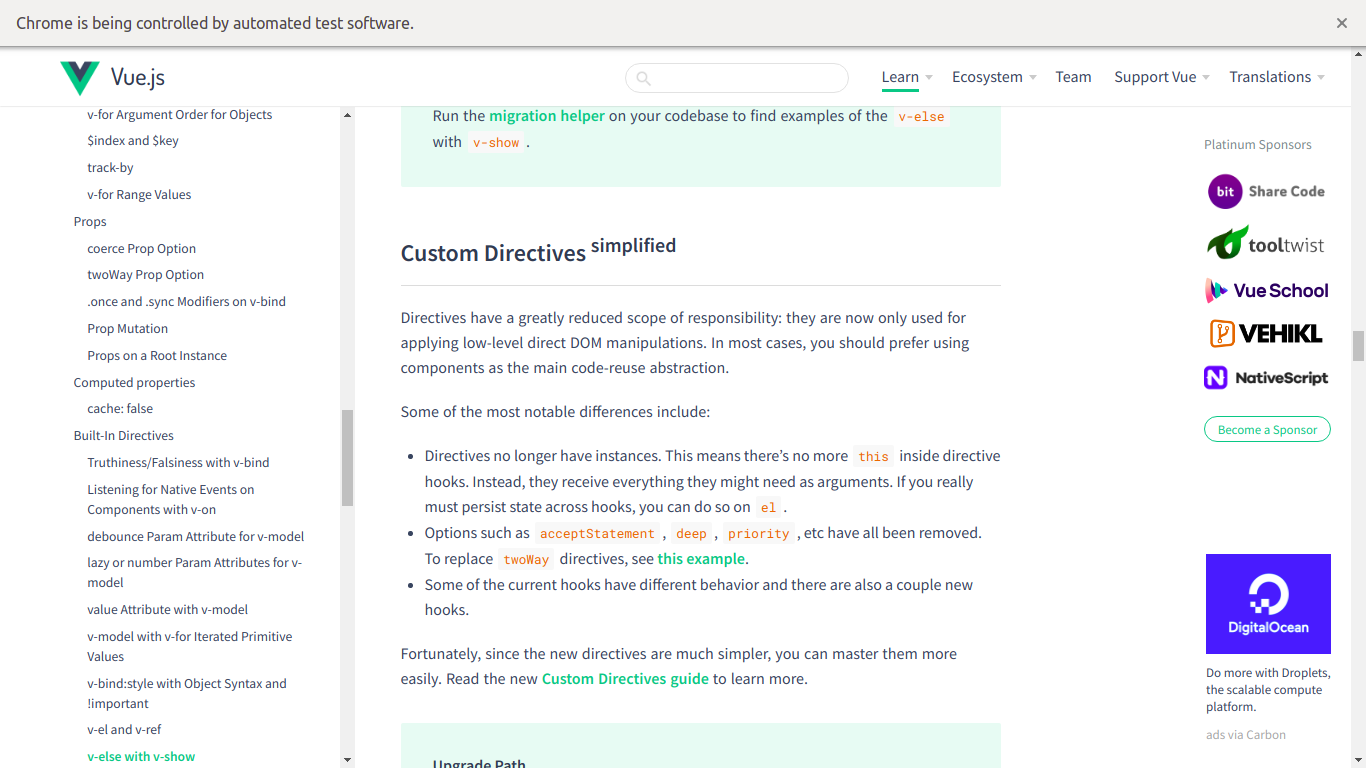 Chrome is being controlled by automated test software.
Vue.js
Learn
Ecosystem
Team
Support Vue
Translations
v-for Argument Order for Objects
$index and $key
track-by
v-for Range Values
Props
coerce Prop Option
twoWay Prop Option
.once and .sync Modifiers on v-bind
Prop Mutation
Props on a Root Instance
Computed properties
cache: false
Built-In Directives
Truthiness/Falsiness with v-bind
Listening for Native Events on
Components with v-on
debounce Param Attribute for v-model
lazy or number Param Attributes for v-
model
value Attribute with v-model
v-model with v-for Iterated Primitive
Values
v-bind:style with Object Syntax and
!important
v-el and v-ref
v-else with v-show
Run the migration helper on your codebase to find examples of the v-else
with v-show .
Custom Directives simplified
Directives have a greatly reduced scope of responsibility: they are now only used for
applying low-level direct DOM manipulations. In most cases, you should prefer using
components as the main code-reuse abstraction.
Some of the most notable differences include:
• Directives no longer have instances. This means there’s no more this inside directive
hooks. Instead, they receive everything they might need as arguments. If you really
must persist state across hooks, you can do so on el .
• Options such as acceptStatement , deep , priority , etc have all been removed.
To replace twoWay directives, see this example.
• Some of the current hooks have different behavior and there are also a couple new
hooks.
Fortunately, since the new directives are much simpler, you can master them more
easily. Read the new Custom Directives guide to learn more.
Upgrade Path
Platinum Sponsors
bit Share Code
tooltwist
Vue School
VEHIKL
NativeScript
Become a Sponsor
DigitalOcean
Do more with Droplets,
the scalable compute
platform.
ads via Carbon